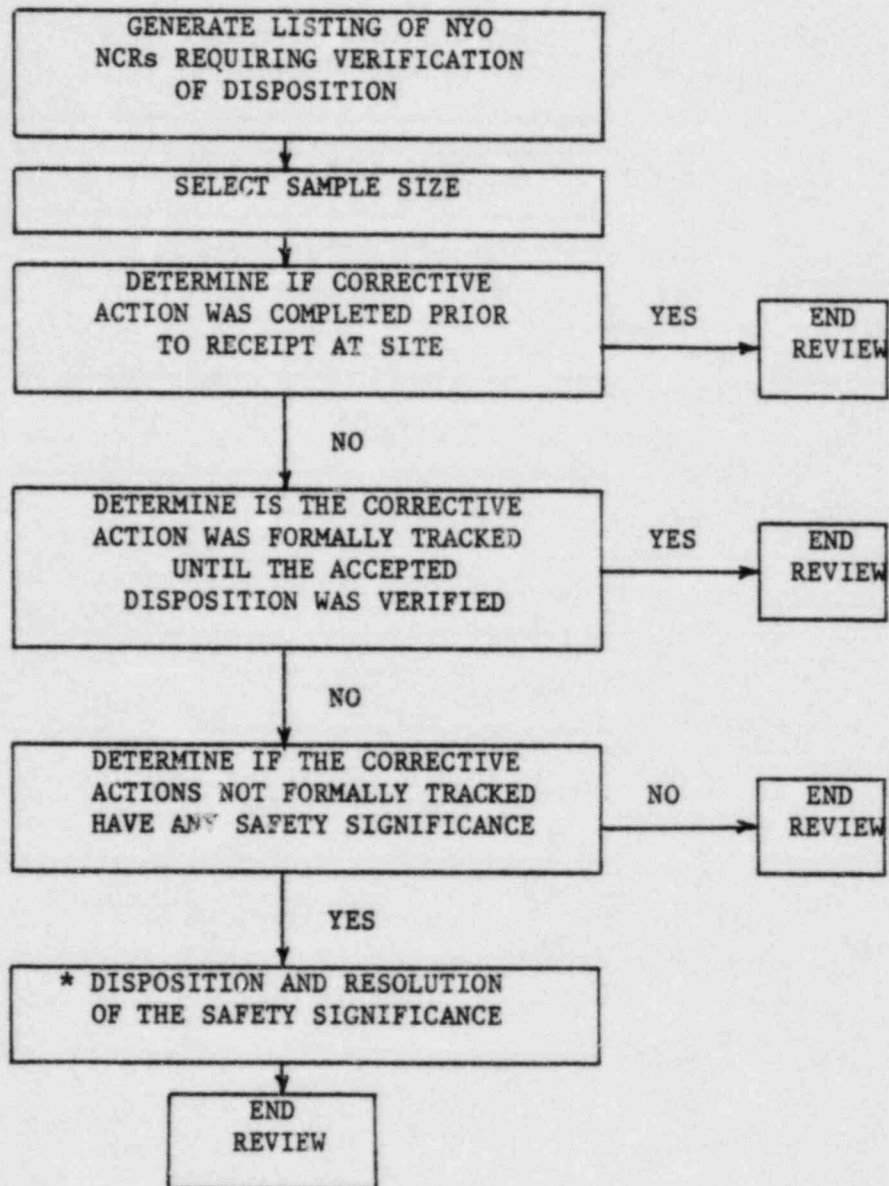 GENERATE LISTING OF NYO
NCRs REQUIRING VERIFICATION
OF DISPOSITION
SELECT SAMPLE SIZE
DETERMINE IF CORRECTIVE
ACTION WAS COMPLETED PRIOR
TO RECEIPT AT SITE
YES
END
REVIEW
NO
DETERMINE IS THE CORRECTIVE
ACTION WAS FORMALLY TRACKED
UNTIL THE ACCEPTED
DISPOSITION WAS VERIFIED
YES
END
REVIEW
NO
DETERMINE IF THE CORRECTIVE
ACTIONS NOT FORMALLY TRACKED
HAVE ANY SAFETY SIGNIFICANCE
NO
END
REVIEW
YES
* DISPOSITION AND RESOLUTION
OF THE SAFETY SIGNIFICANCE
END
REVIEW